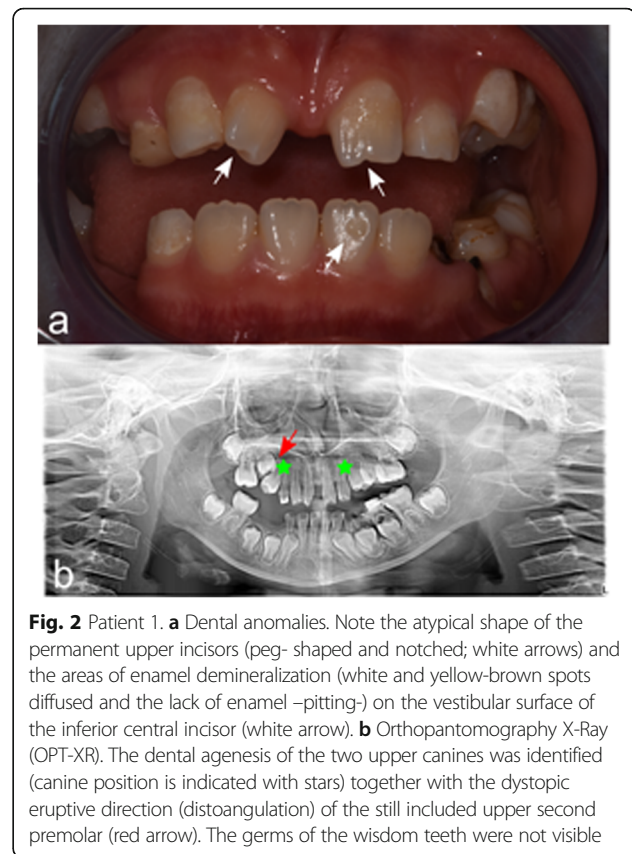 a
b
L
Fig. 2 Patient 1. a Dental anomalies. Note the atypical shape of the
permanent upper incisors (peg- shaped and notched; white arrows) and
the areas of enamel demineralization (white and yellow-brown spots
diffused and the lack of enamel –pitting-) on the vestibular surface of
the inferior central incisor (white arrow). b Orthopantomography X-Ray
(OPT-XR). The dental agenesis of the two upper canines was identified
(canine position is indicated with stars) together with the dystopic
eruptive direction (distoangulation) of the still included upper second
premolar (red arrow). The germs of the wisdom teeth were not visible